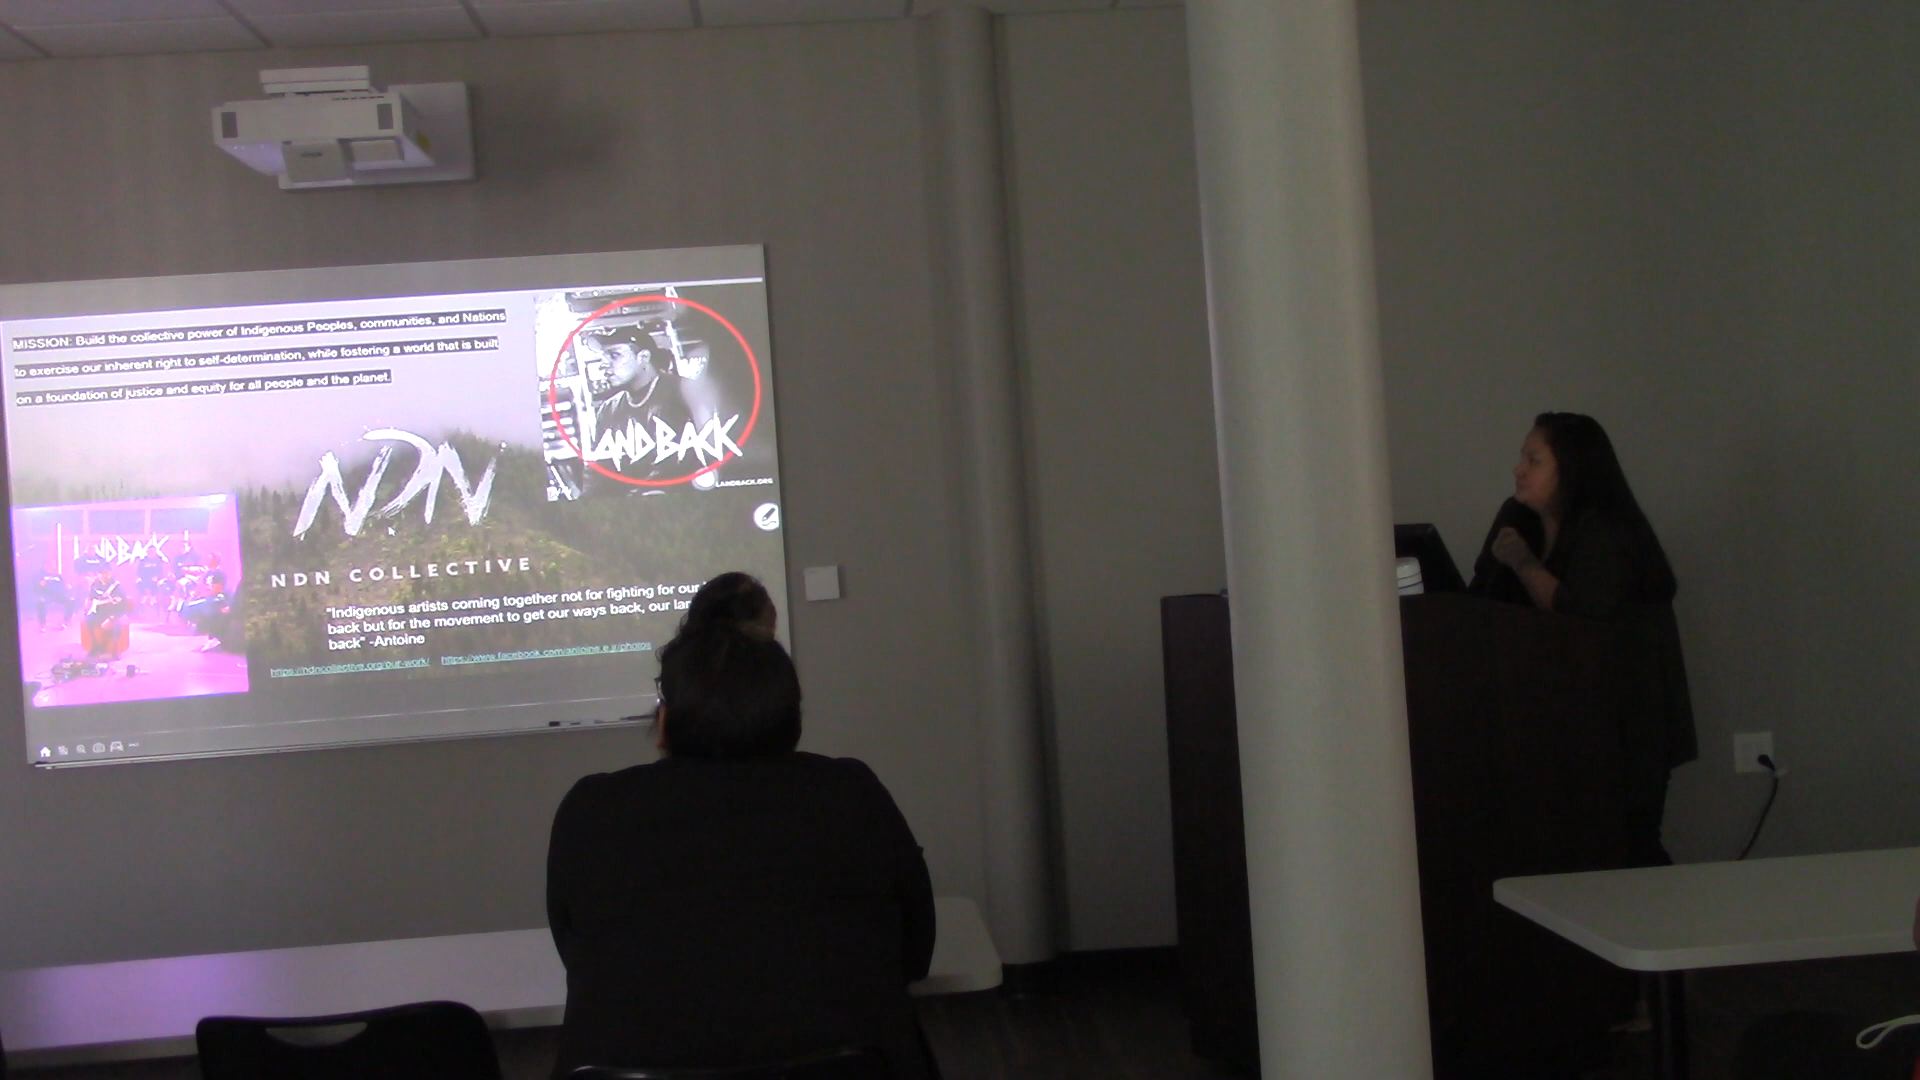 MISSION: Build the collective power of Indigenous Peoples, communities, and Nations
to exercise our inherent right to self-determination, while fostering a world that is built
on a foundation of justice and equity for all people and the planet.
LANDBACK
LANDBACK.ORG
NDN
LANDBACK
NDN COLLECTIVE
"Indigenous artists coming together not for fighting for our
back but for the movement to get our ways back, our
back" -Antoine
https://ndncollective.org/our-work/ https://www.facebook.com/antoine.e.j/photos